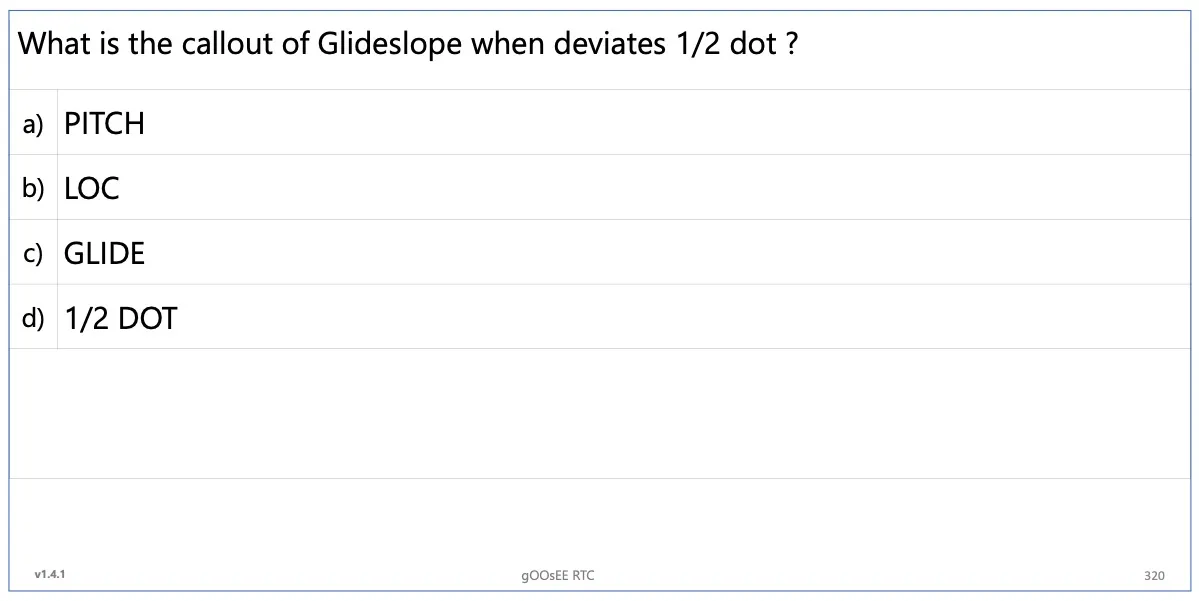 What is the callout of Glideslope when deviates 1/2 dot ?
a) PITCH
b) LOC
c) GLIDE
d) 1/2 DOT
v1.4.1 gOOsEE RTC 320